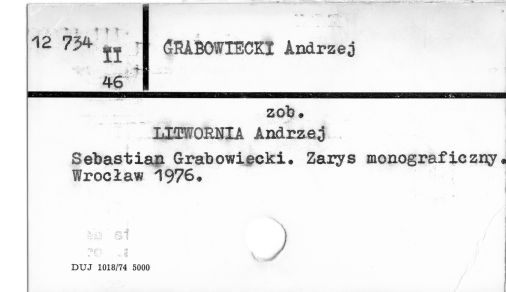 12 734
II
46
GRABOWIECKI Andrzej
zob.
LITWORNIA Andrzej
Sebastian Grabowiecki. Zarys monograficzny.
Wrocław 1976.
DUJ 1018/74 5000